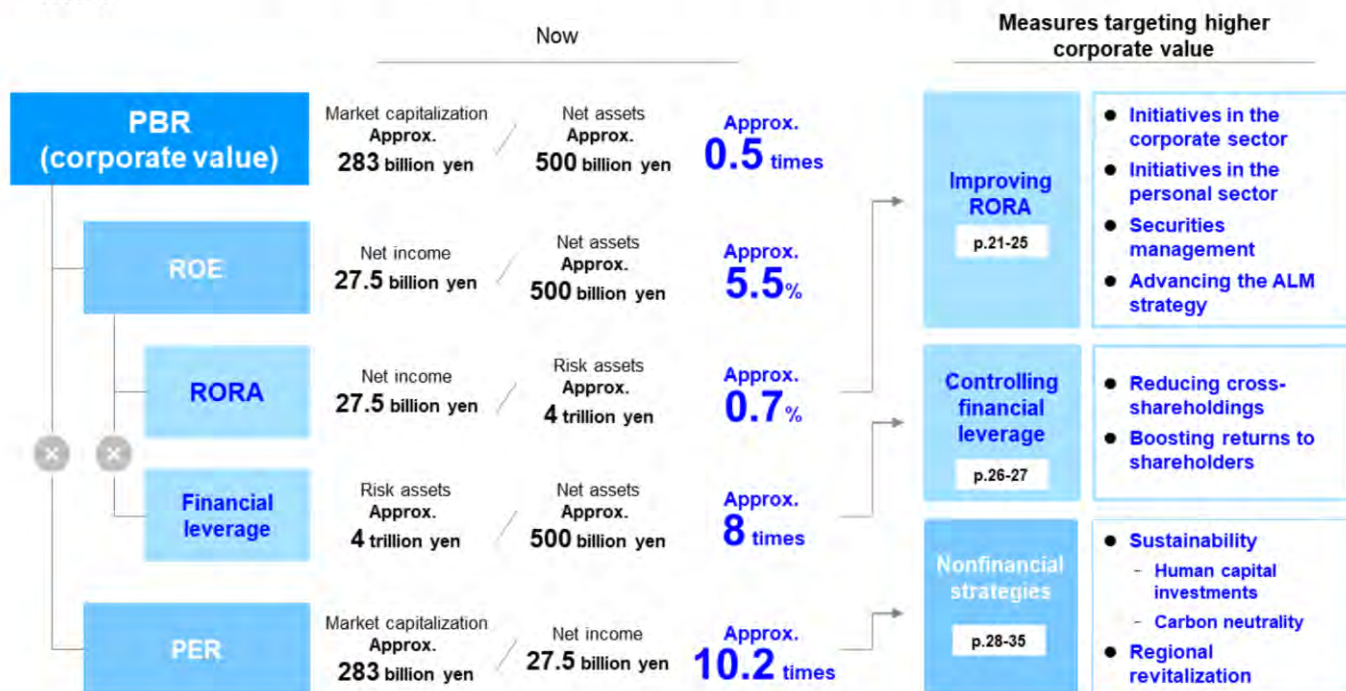 Now
Measures targeting higher
corporate value
PBR
(corporate value)
Market capitalization
Approx.
283 billion yen
Net assets
Approx.
500 billion yen
Approx.
0.5 times
ROE
Net income
27.5 billion yen
Net assets
Approx.
500 billion yen
Approx.
5.5%
RORA
Net income
27.5 billion yen
Risk assets
Approx.
4 trillion yen
Approx.
0.7%
Financial
leverage
Risk assets
Approx.
4 trillion yen
Net assets
Approx.
500 billion yen
Approx.
8 times
PER
Market capitalization
Approx.
283 billion yen
Net income
27.5 billion yen
Approx.
10.2 times
Improving
RORA
p.21-25
● Initiatives in the
corporate sector
● Initiatives in the
personal sector
● Securities
management
● Advancing the ALM
strategy
Controlling
financial
leverage
p.26-27
● Reducing cross-
shareholdings
● Boosting returns to
shareholders
Nonfinancial
strategies
p.28-35
● Sustainability
- Human capital
investments
- Carbon neutrality
● Regional
revitalization